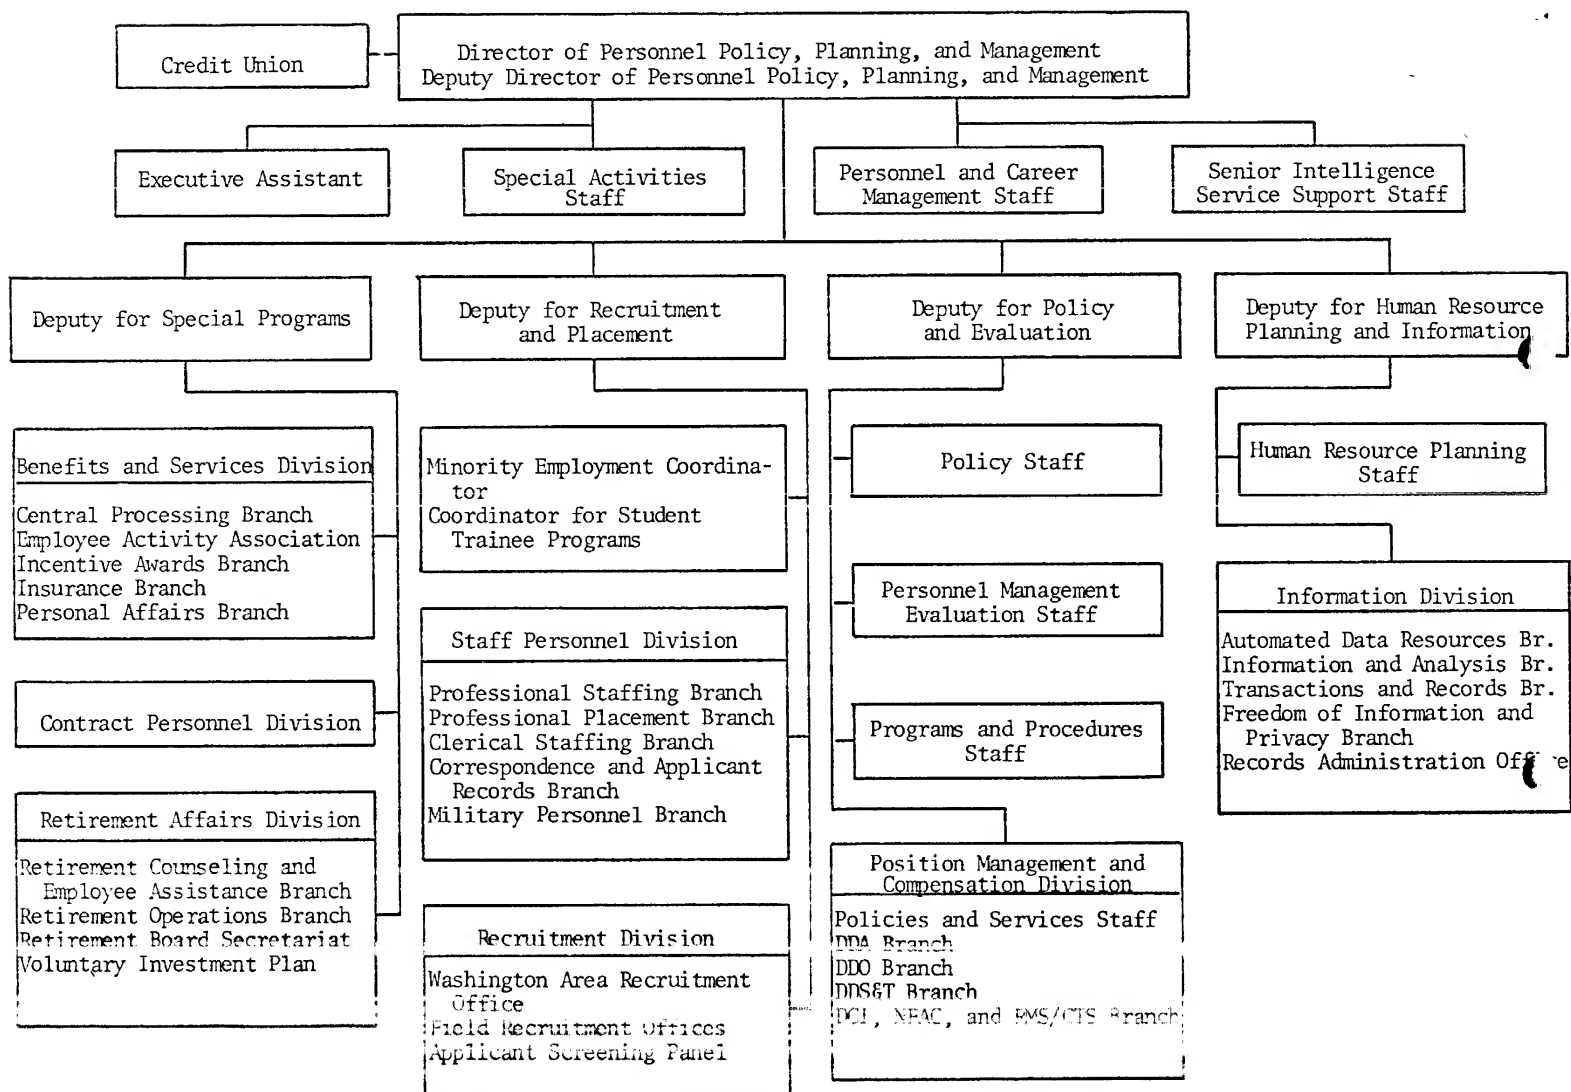 Credit Union
Director of Personnel Policy, Planning, and Management
Deputy Director of Personnel Policy, Planning, and Management
Executive Assistant
Special Activities
Staff
Personnel and Career
Management Staff
Senior Intelligence
Service Support Staff
Deputy for Special Programs
Deputy for Recruitment
and Placement
Deputy for Policy
and Evaluation
Deputy for Human Resource
Planning and Information
Benefits and Services Division
Central Processing Branch
Employee Activity Association
Incentive Awards Branch
Insurance Branch
Personal Affairs Branch
Contract Personnel Division
Retirement Affairs Division
Retirement Counseling and
Employee Assistance Branch
Retirement Operations Branch
Retirement Board Secretariat
Voluntary Investment Plan
Minority Employment Coordina-
tor
Coordinator for Student
Trainee Programs
Staff Personnel Division
Professional Staffing Branch
Professional Placement Branch
Clerical Staffing Branch
Correspondence and Applicant
Records Branch
Military Personnel Branch
Recruitment Division
Washington Area Recruitment
Office
Field Recruitment Offices
Applicant Screening Panel
Policy Staff
Personnel Management
Evaluation Staff
Programs and Procedures
Staff
Position Management and
Compensation Division
Policies and Services Staff
DDA Branch
DDO Branch
DDS&T Branch
DCI, NFAC, and RMS/CTS Branch
Human Resource Planning
Staff
Information Division
Automated Data Resources Br.
Information and Analysis Br.
Transactions and Records Br.
Freedom of Information and
Privacy Branch
Records Administration Office